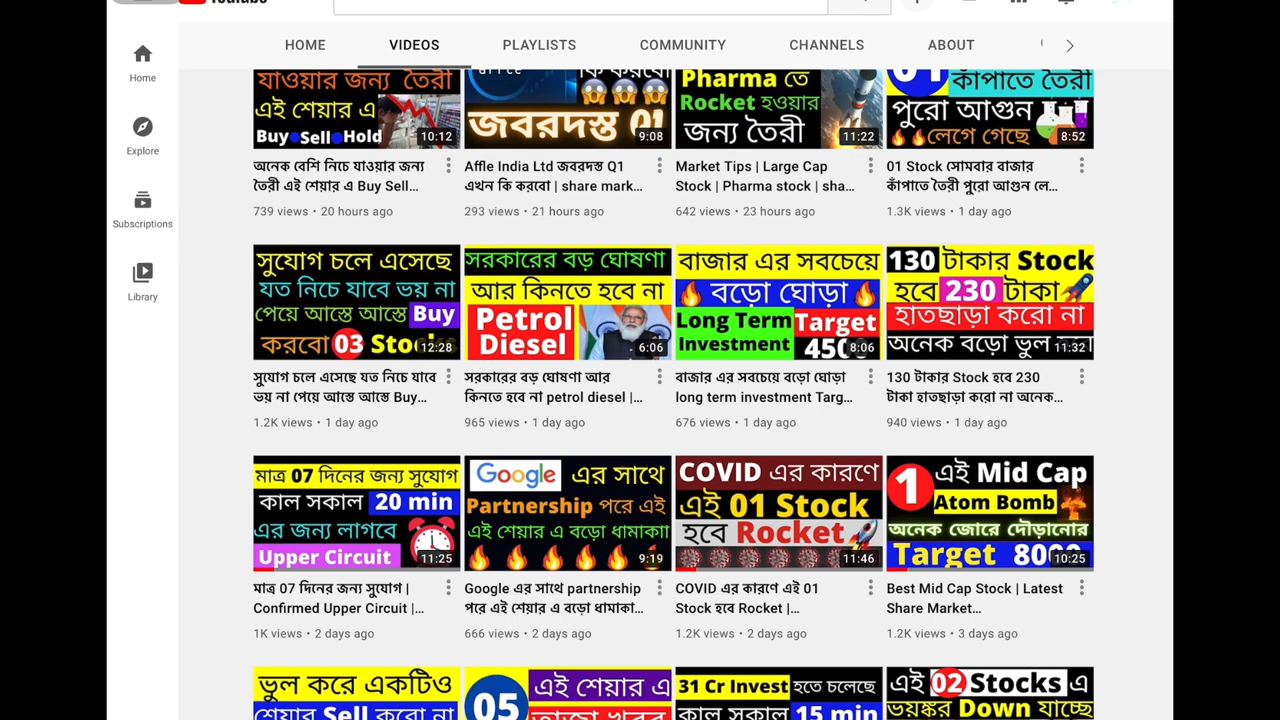 YouTube
HOME VIDEOS PLAYLISTS COMMUNITY CHANNELS ABOUT
Home
Explore
Subscriptions
Library
যাওয়ার জন্য তৈরী
এই শেয়ার এ
Buy Sell Hold
10:12
অনেক বেশি নিচে যাওয়ার জন্য
তৈরী এই শেয়ার এ Buy Sell...
739 views • 20 hours ago
কি করবো
জবরদস্ত 01
9:08
Affle India Ltd জবরদস্ত Q1
এখন কি করবো | share mark...
293 views • 21 hours ago
Pharma তে
Rocket হওয়ার
জন্য তৈরী
11:22
Market Tips | Large Cap
Stock | Pharma stock | sha...
642 views • 23 hours ago
01 কাঁপাতে তৈরী
পুরো আগুন
লেগে গেছে
8:52
01 Stock সোমবার বাজার
কাঁপাতে তৈরী পুরো আগুন লে...
1.3K views • 1 day ago
সুযোগ চলে এসেছে
যত নিচে যাবে ভয় না
পেয়ে আস্তে আস্তে Buy
করবো 03 Stocks
12:28
সুযোগ চলে এসেছে যত নিচে যাবে
ভয় না পেয়ে আস্তে আস্তে Buy...
1.2K views • 1 day ago
সরকারের বড় ঘোষণা
আর কিনতে হবে না
Petrol
Diesel
6:06
সরকারের বড় ঘোষণা আর
কিনতে হবে না petrol diesel |...
965 views • 1 day ago
বাজার এর সবচেয়ে
বড়ো ঘোড়া
Long Term
Investment
Target
8:06
বাজার এর সবচেয়ে বড়ো ঘোড়া
long term investment Targ...
676 views • 1 day ago
130 টাকার Stock
হবে 230 টাকা
হাতছাড়া করো না
অনেক বড়ো ভুল
11:32
130 টাকার Stock হবে 230
টাকা হাতছাড়া করো না অনেক...
940 views • 1 day ago
মাত্র 07 দিনের জন্য সুযোগ
কাল সকাল 20 min
এর জন্য লাগবে
Upper Circuit
11:25
মাত্র 07 দিনের জন্য সুযোগ |
Confirmed Upper Circuit |...
1K views • 2 days ago
Google এর সাথে
Partnership পরে এই
এই শেয়ার এ বড়ো ধামাকা
9:19
Google এর সাথে partnership
পরে এই শেয়ার এ বড়ো ধামাকা...
666 views • 2 days ago
COVID এর কারণে
এই 01 Stock
হবে Rocket
11:46
COVID এর কারণে এই 01
Stock হবে Rocket |...
1.2K views • 2 days ago
1 এই Mid Cap
Atom Bomb
অনেক জোরে দৌড়ানোর
Target
10:25
Best Mid Cap Stock | Latest
Share Market...
1.2K views • 3 days ago
ভুল করে একটিও
শেয়ার Sell করো না
05 এই শেয়ার এ
তাজা খবর
31 Cr Invest হতে চলেছে
কাল সকাল 15 min
এই 02 Stocks এ
ভয়ঙ্কর Down যাচ্ছে